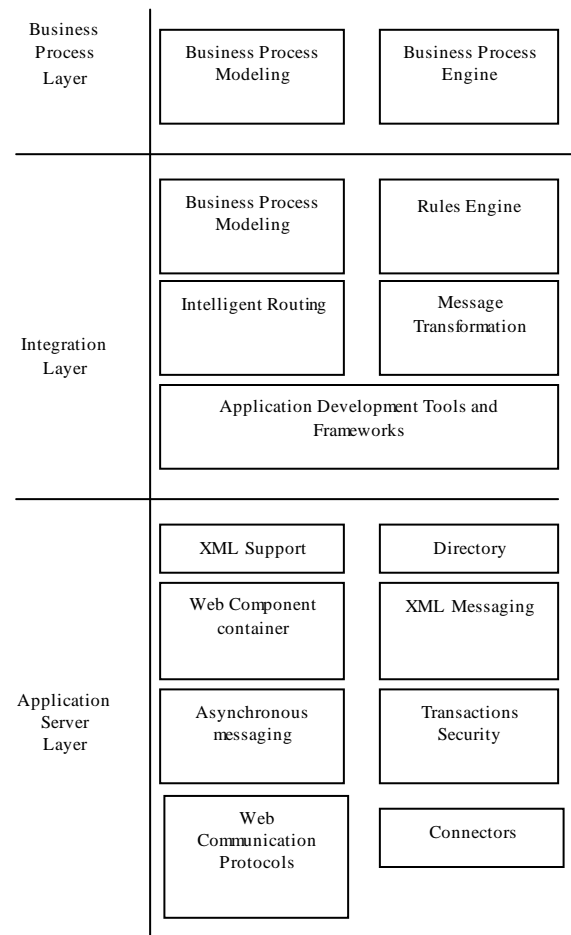 Business
Process
Layer
Business Process
Modeling
Business Process
Engine
Business Process
Modeling
Rules Engine
Intelligent Routing
Message
Transformation
Integration
Layer
Application Development Tools and
Frameworks
XML Support
Directory
Web Component
container
XML Messaging
Application
Server
Layer
Asynchronous
messaging
Transactions
Security
Web
Communication
Protocols
Connectors